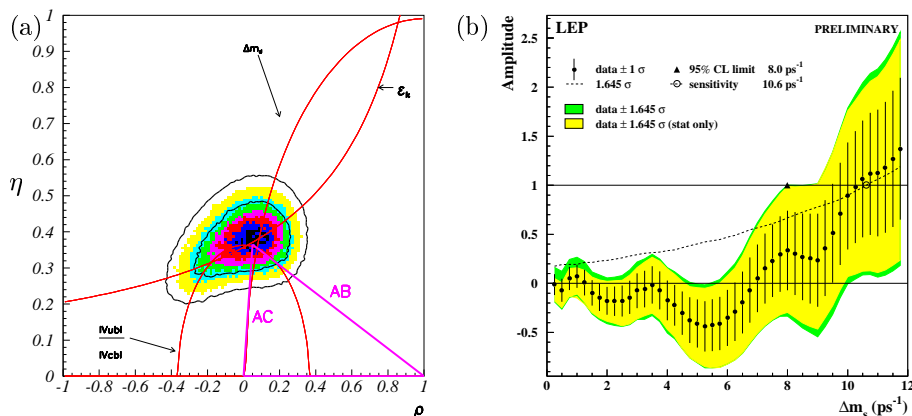 (a)
1
0.9
0.8
0.7
0.6
0.5
0.4
0.3
0.2
0.1
0
η
Δm_d
ε_k
AB
AC
|Vub|
|Vcb|
-1 -0.8 -0.6 -0.4 -0.2 0 0.2 0.4 0.6 0.8 1
ρ
(b)
Amplitude
2.5
2
1.5
1
0.5
0
-0.5
LEP PRELIMINARY
data ± 1 σ 95% CL limit 8.0 ps⁻¹
1.645 σ sensitivity 10.6 ps⁻¹
data ± 1.645 σ
data ± 1.645 σ (stat only)
0 2 4 6 8 10 12
Δm_s (ps⁻¹)